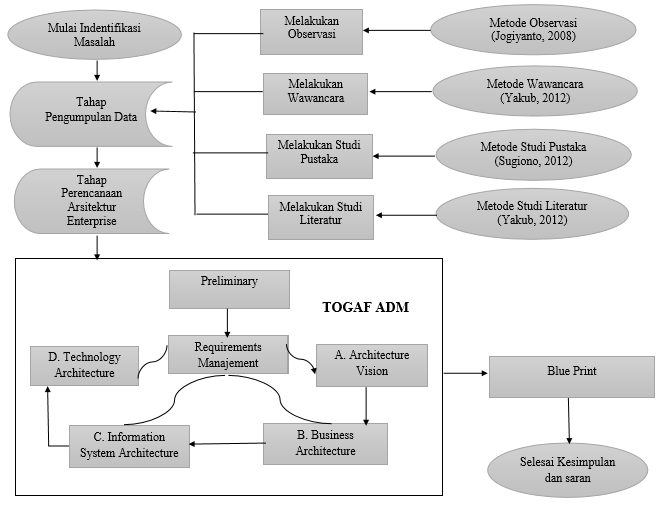 Mulai Indentifikasi
Masalah
Melakukan
Observasi
Metode Observasi
(Jogiyanto, 2008)
Tahap
Pengumpulan Data
Melakukan
Wawancara
Metode Wawancara
(Yakub, 2012)
Melakukan Studi
Pustaka
Metode Studi Pustaka
(Sugiono, 2012)
Tahap
Perencanaan
Arsitektur
Enterprise
Melakukan Studi
Literatur
Metode Studi Literatur
(Yakub, 2012)
Preliminary
TOGAF ADM
Requirements
Manajement
D. Technology
Architecture
A. Architecture
Vision
C. Information
System Architecture
B. Business
Architecture
Blue Print
Selesai Kesimpulan
dan saran